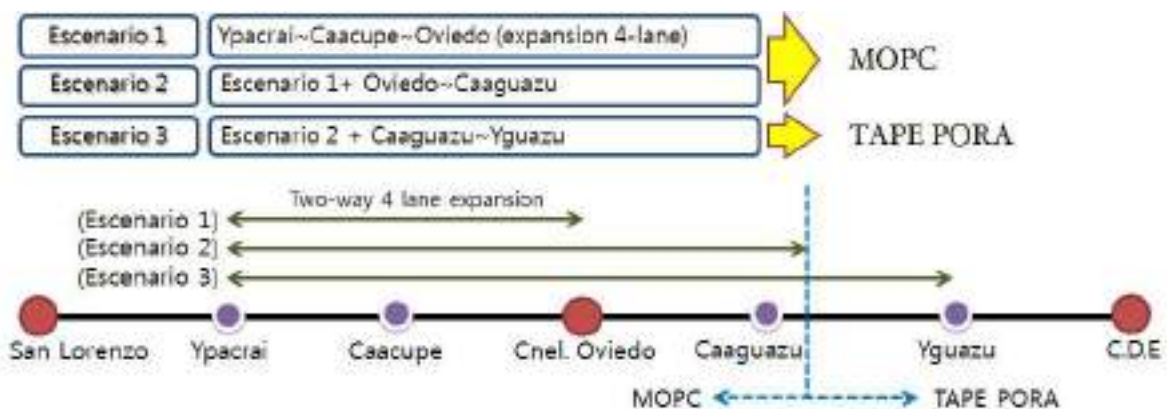 Escenario 1 Ypacrai~Caacupe~Oviedo (expansion 4-lane)
MOPC
Escenario 2 Escenario 1+ Oviedo~Caaguazu
Escenario 3 Escenario 2 + Caaguazu~Yguazu
TAPE PORA
Two-way 4 lane expansion
(Escenario 1)
(Escenario 2)
(Escenario 3)
San Lorenzo Ypacrai Caacupe Cnel. Oviedo Caaguazu Yguazu C.D.E
MOPC TAPE PORA